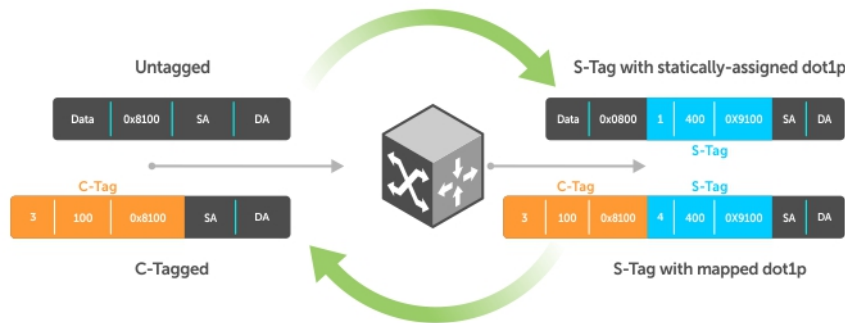 Untagged
S-Tag with statically-assigned dot1p
Data 0x8100 SA DA
Data 0x0800 1 400 0X9100 SA DA
S-Tag
C-Tag
C-Tag S-Tag
3 100 0x8100 SA DA
3 100 0x8100 4 400 0X9100 SA DA
C-Tagged
S-Tag with mapped dot1p